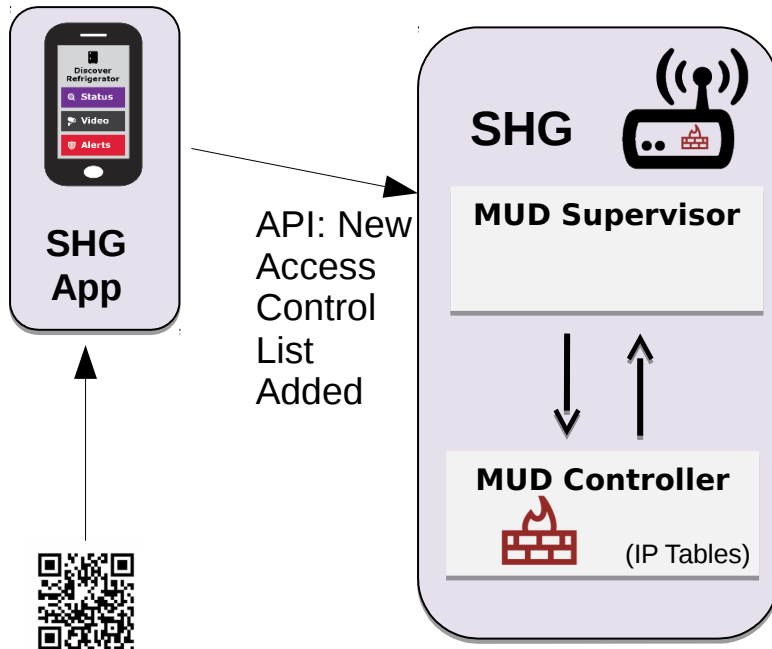 Discover
Refrigerator
Status
Video
Alerts
SHG
App
API: New
Access
Control
List
Added
SHG
MUD Supervisor
MUD Controller
(IP Tables)